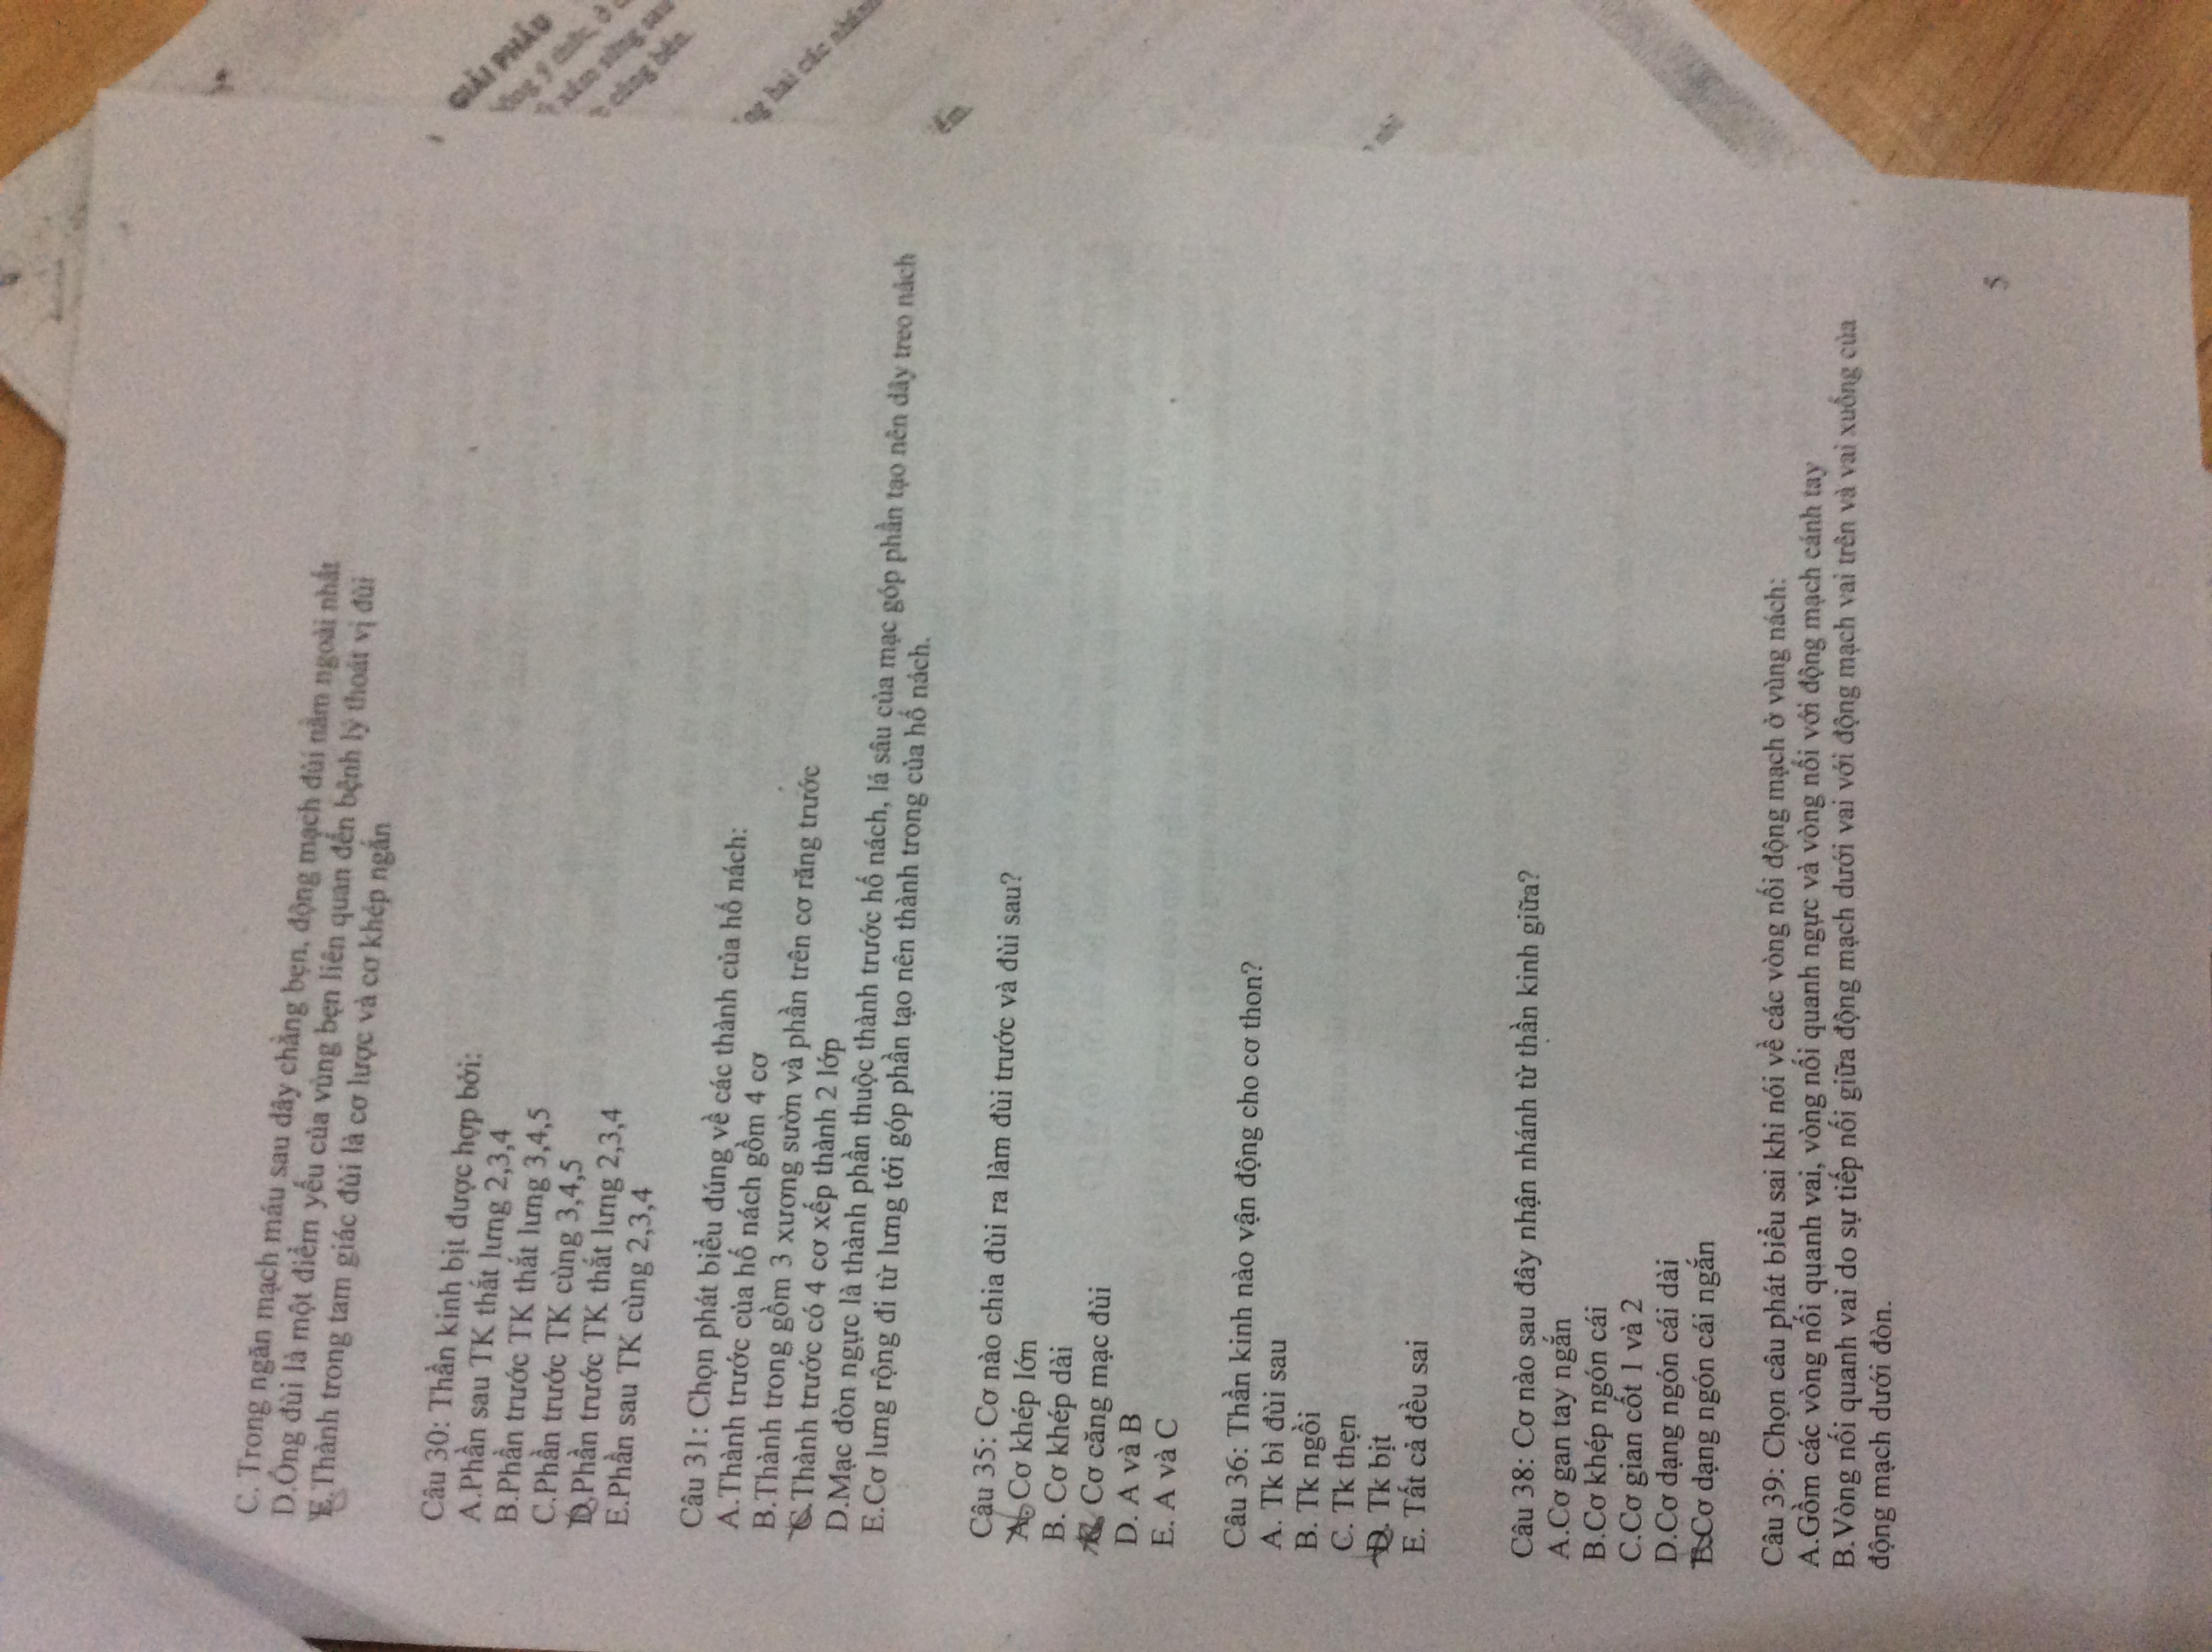 C. Trong ngăn mạch máu sau dây chằng bẹn, động mạch đùi nằm ngoài nhất
D.Ống đùi là một điểm yếu của vùng bẹn liên quan đến bệnh lý thoát vị đùi
E.Thành trong tam giác đùi là cơ lược và cơ khép ngắn
Câu 30: Thần kinh bịt được hợp bởi:
A.Phần sau TK thắt lưng 2,3,4
B.Phần trước TK thắt lưng 3,4,5
C.Phần trước TK cùng 3,4,5
D.Phần trước TK thắt lưng 2,3,4
E.Phần sau TK cùng 2,3,4
Câu 31: Chọn phát biểu đúng về các thành của hố nách:
A.Thành trước của hố nách gồm 4 cơ
B.Thành trong gồm 3 xương sườn và phần trên cơ răng trước
C.Thành trước có 4 cơ xếp thành 2 lớp
D.Mạc đòn ngực là thành phần thuộc thành trước hố nách, lá sâu của mạc góp phần tạo nên dây treo nách
E.Cơ lưng rộng đi từ lưng tới góp phần tạo nên thành trong của hố nách.
Câu 35: Cơ nào chia đùi ra làm đùi trước và đùi sau?
A. Cơ khép lớn
B. Cơ khép dài
C. Cơ căng mạc đùi
D. A và B
E. A và C
Câu 36: Thần kinh nào vận động cho cơ thon?
A. Tk bì đùi sau
B. Tk ngồi
C. Tk thẹn
D. Tk bịt
E. Tất cả đều sai
Câu 38: Cơ nào sau đây nhận nhánh từ thần kinh giữa?
A.Cơ gan tay ngắn
B.Cơ khép ngón cái
C.Cơ gian cốt 1 và 2
D.Cơ dạng ngón cái dài
E.Cơ dạng ngón cái ngắn
Câu 39: Chọn câu phát biểu sai khi nói về các vòng nối động mạch ở vùng nách:
A.Gồm các vòng nối quanh vai, vòng nối quanh ngực và vòng nối với động mạch cánh tay
B.Vòng nối quanh vai do sự tiếp nối giữa động mạch dưới vai với động mạch vai trên và vai xuống của
động mạch dưới đòn.
5
GIẢI PHẪU